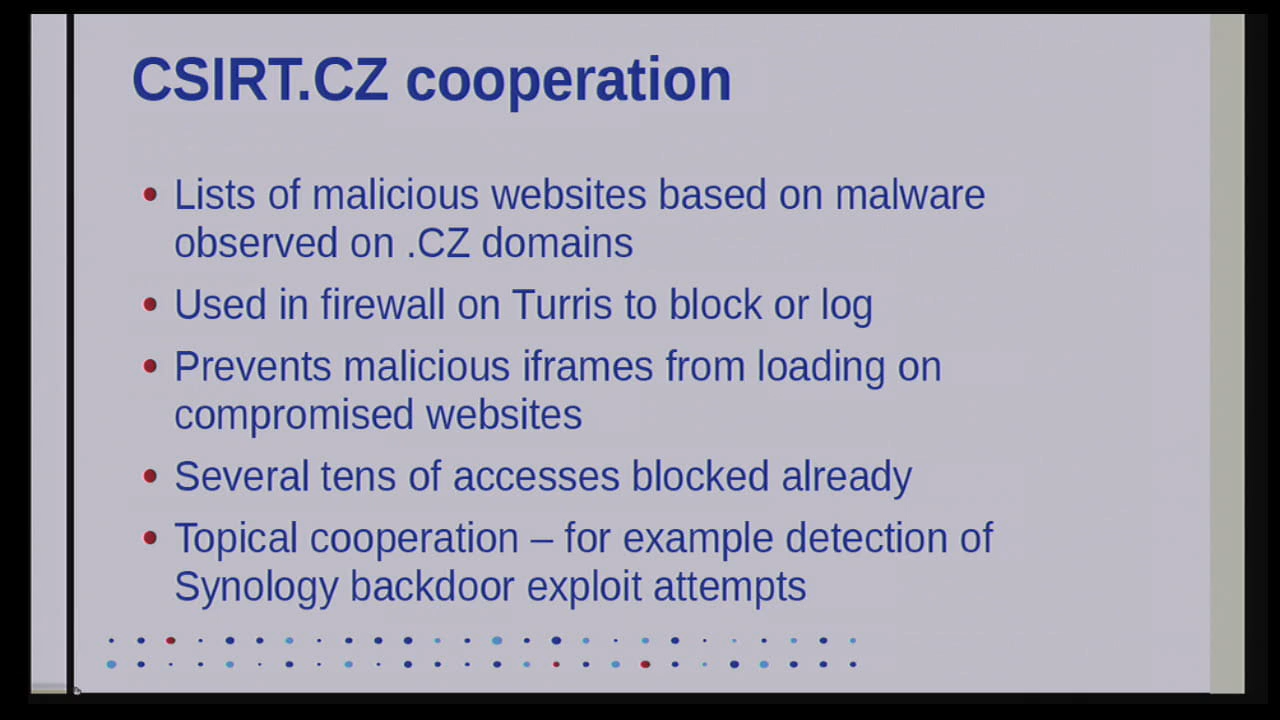 CSIRT.CZ cooperation
Lists of malicious websites based on malware
observed on .CZ domains
Used in firewall on Turris to block or log
Prevents malicious iframes from loading on
compromised websites
Several tens of accesses blocked already
Topical cooperation – for example detection of
Synology backdoor exploit attempts